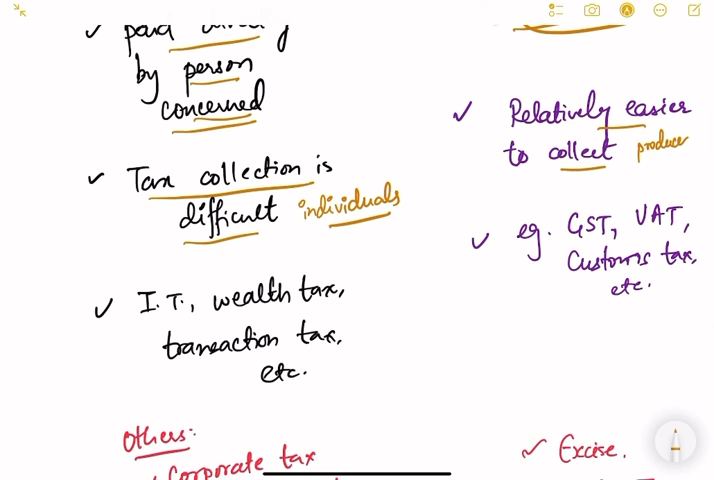 ✓ paid
by person
concerned
✓ Tax collection is
difficult individuals
✓ I.T., wealth tax,
transaction tax,
etc.
Others:
Corporate tax
✓ Relatively easier
to collect produce
✓ eg. GST, VAT,
Customs tax,
etc.
✓ Excise.